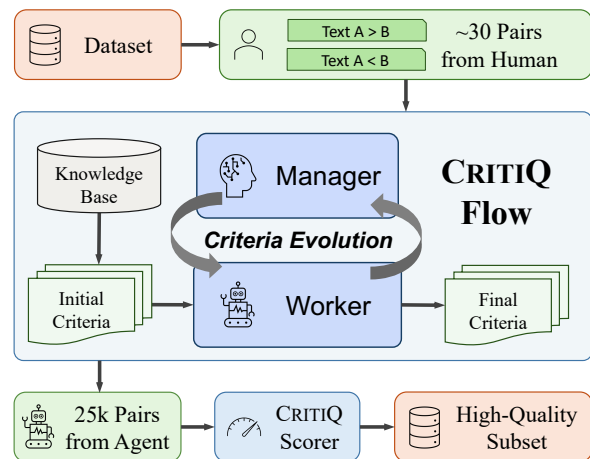 Dataset
Text A > B
Text A < B
~30 Pairs
from Human
Knowledge
Base
Manager
CRITIQ
Flow
Criteria Evolution
Initial
Criteria
Worker
Final
Criteria
25k Pairs
from Agent
CRITIQ
Scorer
High-Quality
Subset